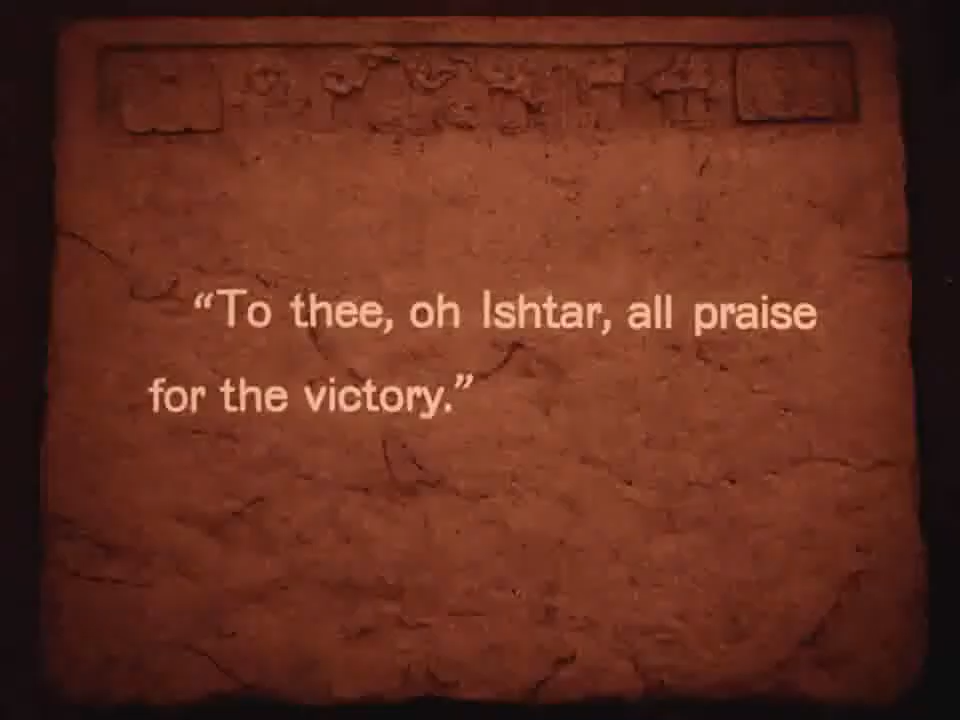 “To thee, oh Ishtar, all praise
for the victory.”